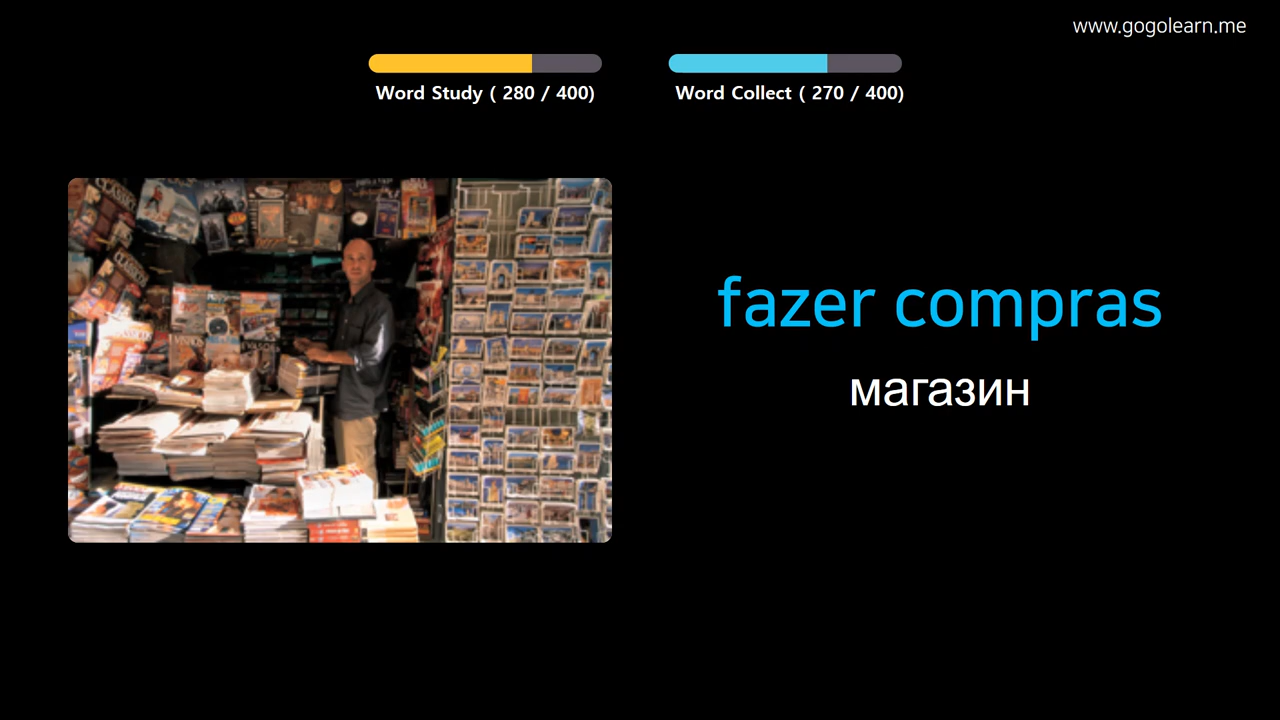 www.gogolearn.me
Word Study ( 280 / 400)
Word Collect ( 270 / 400)
fazer compras
магазин